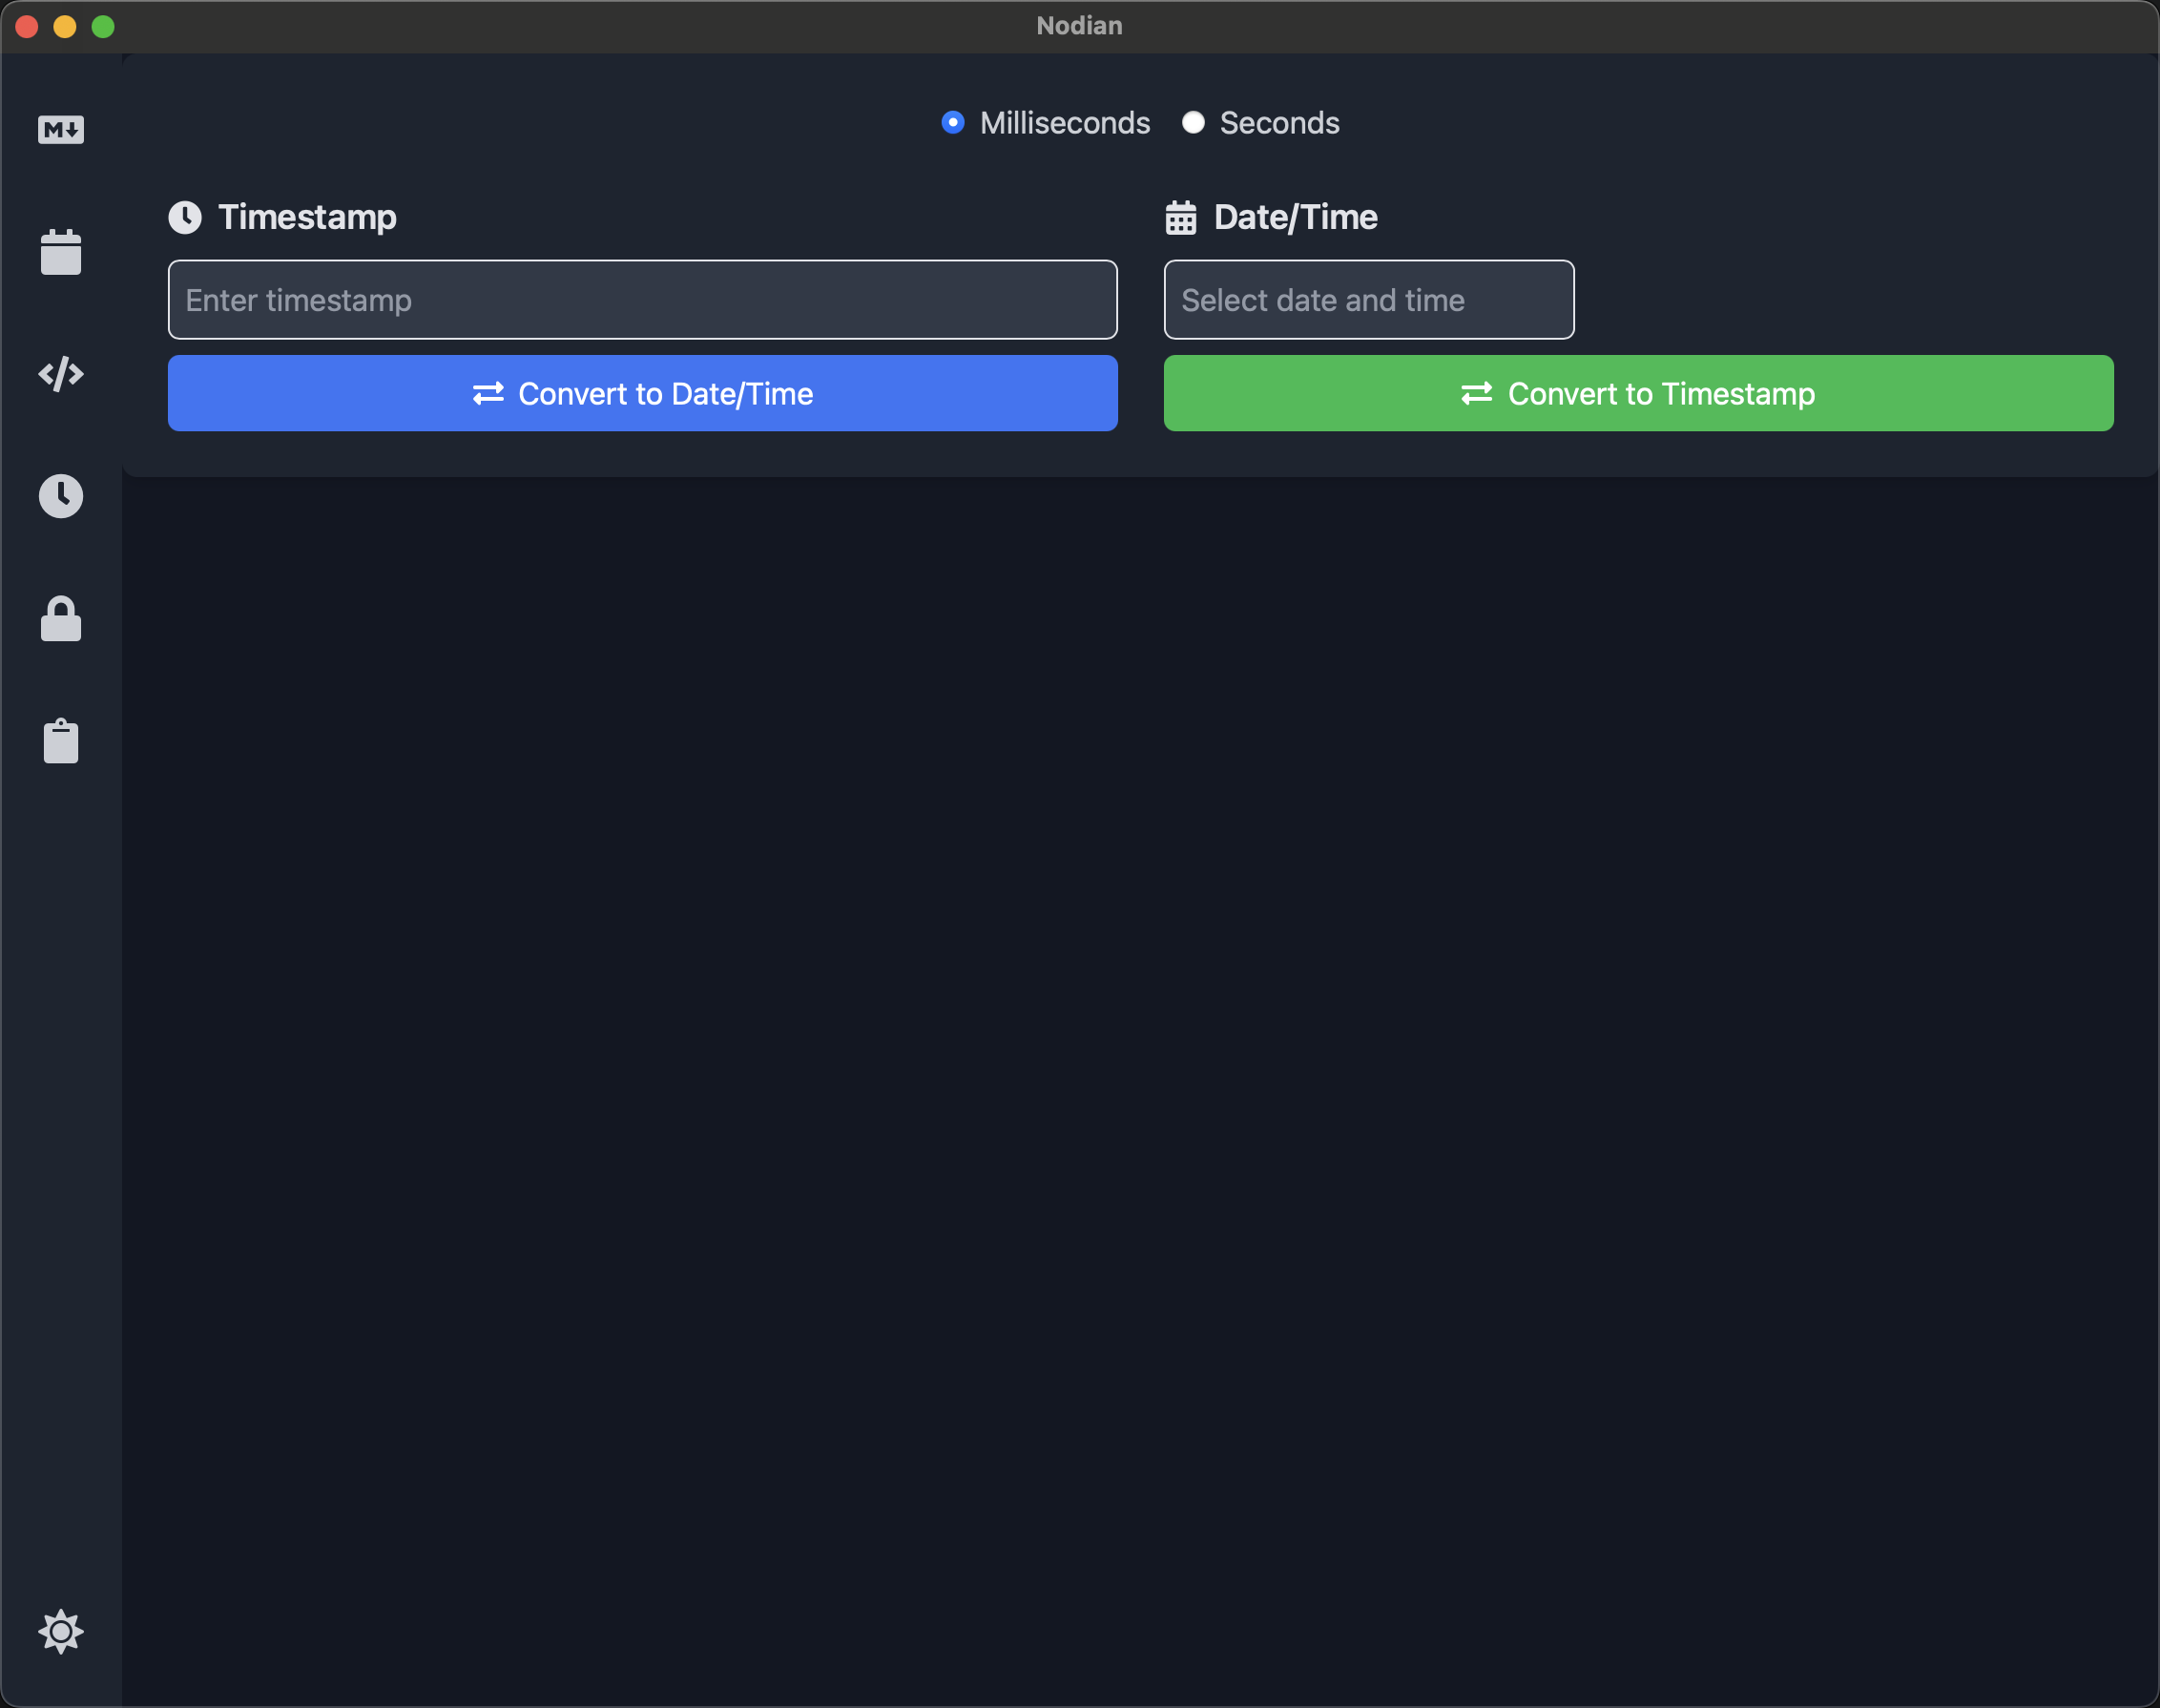 Nodian
M
Milliseconds Seconds
Timestamp
Date/Time
Enter timestamp
Select date and time
Convert to Date/Time
Convert to Timestamp